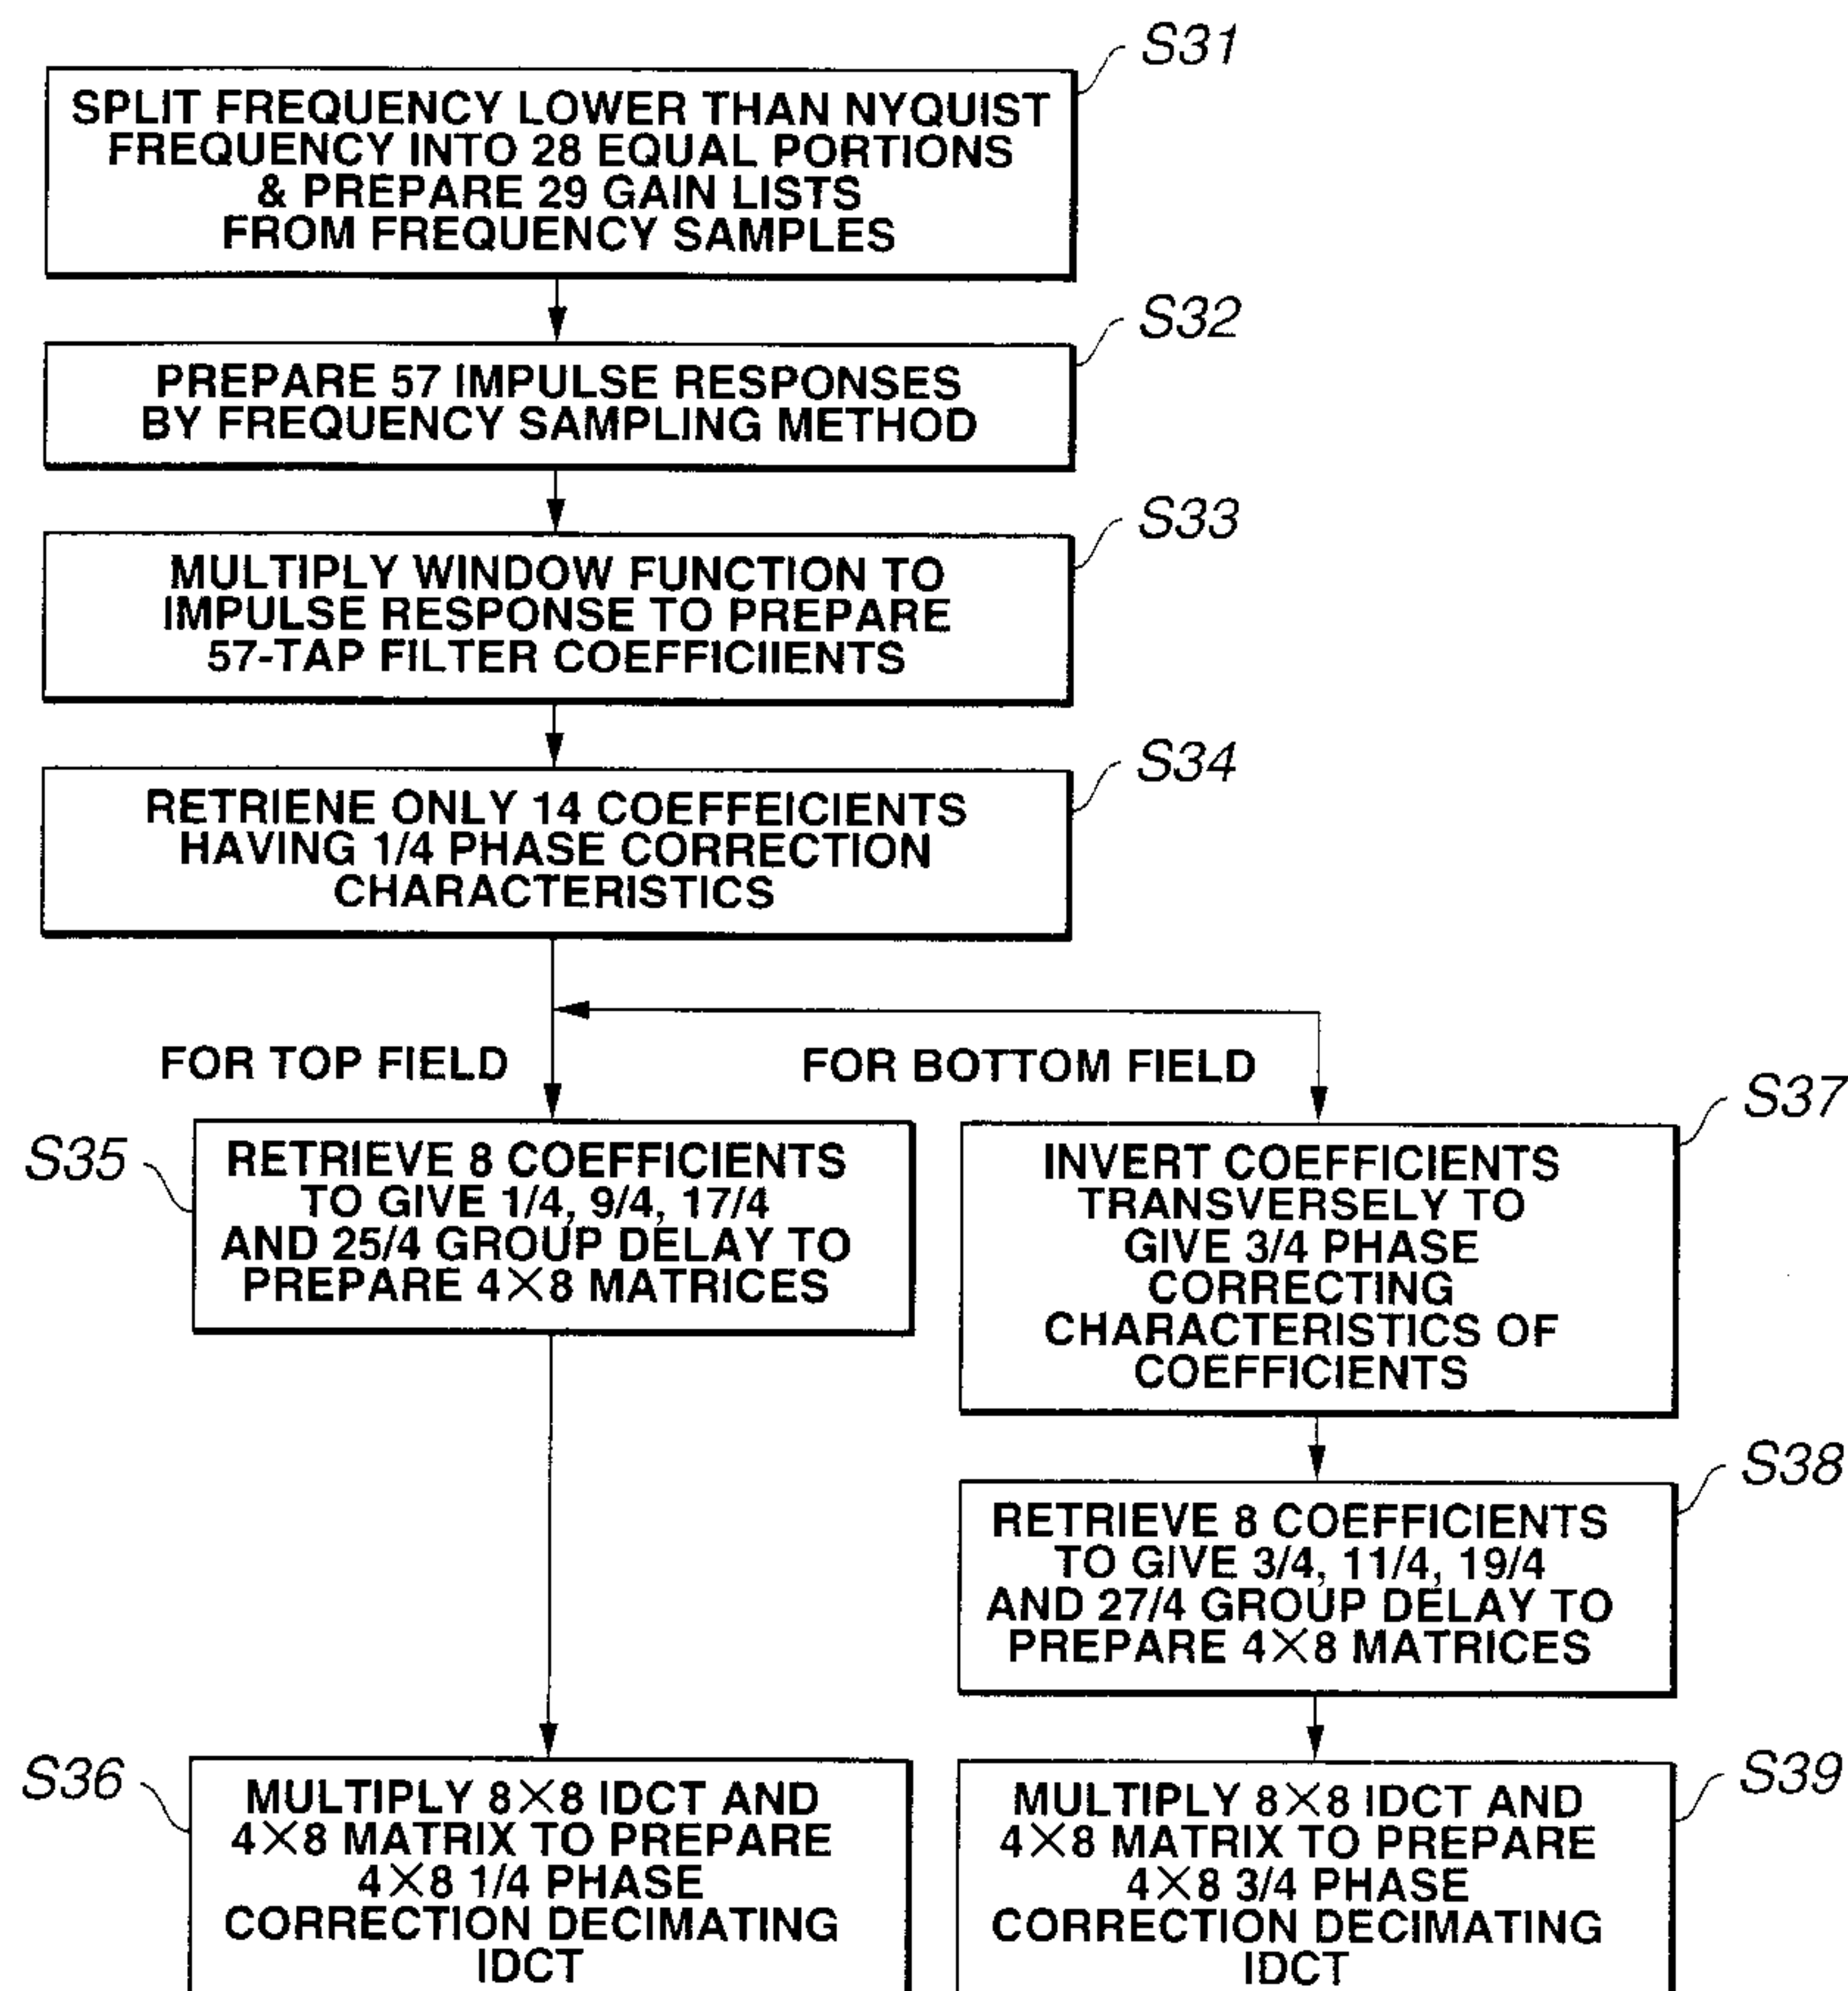 S31
SPLIT FREQUENCY LOWER THAN NYQUIST
FREQUENCY INTO 28 EQUAL PORTIONS
& PREPARE 29 GAIN LISTS
FROM FREQUENCY SAMPLES
S32
PREPARE 57 IMPULSE RESPONSES
BY FREQUENCY SAMPLING METHOD
S33
MULTIPLY WINDOW FUNCTION TO
IMPULSE RESPONSE TO PREPARE
57-TAP FILTER COEFFICIIENTS
S34
RETRIENE ONLY 14 COEFFEICIENTS
HAVING 1/4 PHASE CORRECTION
CHARACTERISTICS
FOR TOP FIELD
FOR BOTTOM FIELD
S35
RETRIEVE 8 COEFFICIENTS
TO GIVE 1/4, 9/4, 17/4
AND 25/4 GROUP DELAY TO
PREPARE 4×8 MATRICES
S37
INVERT COEFFICIENTS
TRANSVERSELY TO
GIVE 3/4 PHASE
CORRECTING
CHARACTERISTICS OF
COEFFICIENTS
S38
RETRIEVE 8 COEFFICIENTS
TO GIVE 3/4, 11/4, 19/4
AND 27/4 GROUP DELAY TO
PREPARE 4×8 MATRICES
S36
MULTIPLY 8×8 IDCT AND
4×8 MATRIX TO PREPARE
4×8 1/4 PHASE
CORRECTION DECIMATING
IDCT
S39
MULTIPLY 8×8 IDCT AND
4×8 MATRIX TO PREPARE
4×8 3/4 PHASE
CORRECTION DECIMATING
IDCT